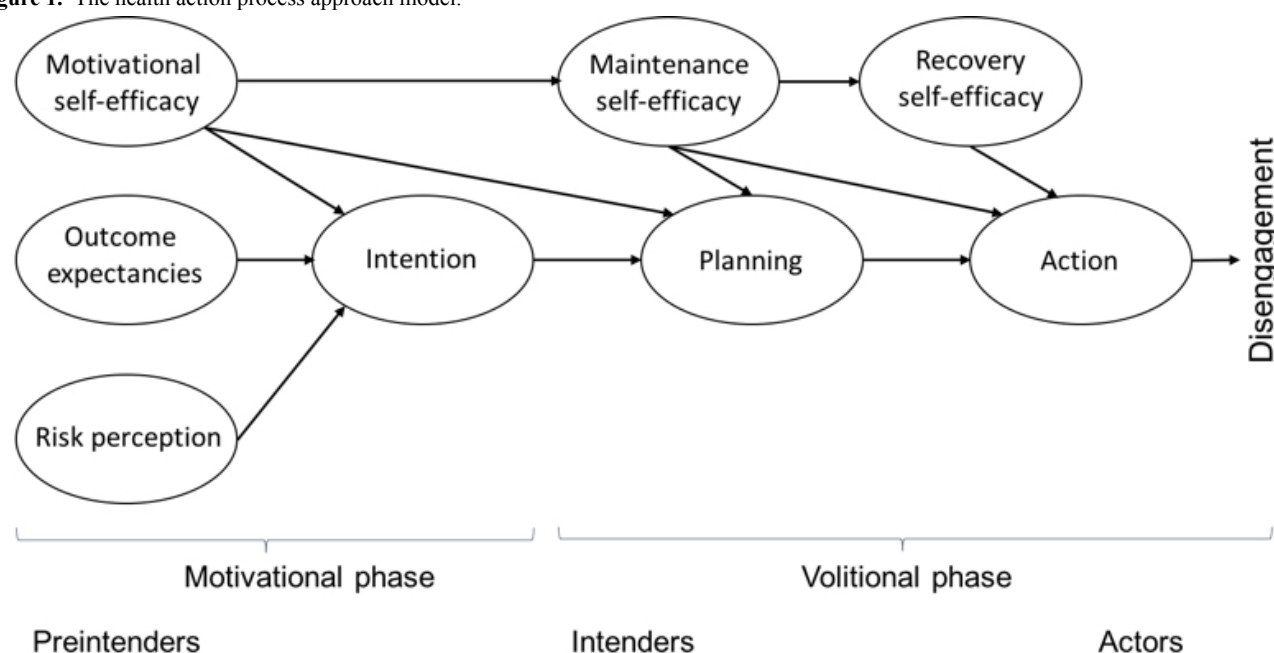 Figure 1. The health action process approach model.
Motivational
self-efficacy
Maintenance
self-efficacy
Recovery
self-efficacy
Outcome
expectancies
Intention
Planning
Action
Disengagement
Risk perception
Motivational phase
Volitional phase
Preintenders
Intenders
Actors